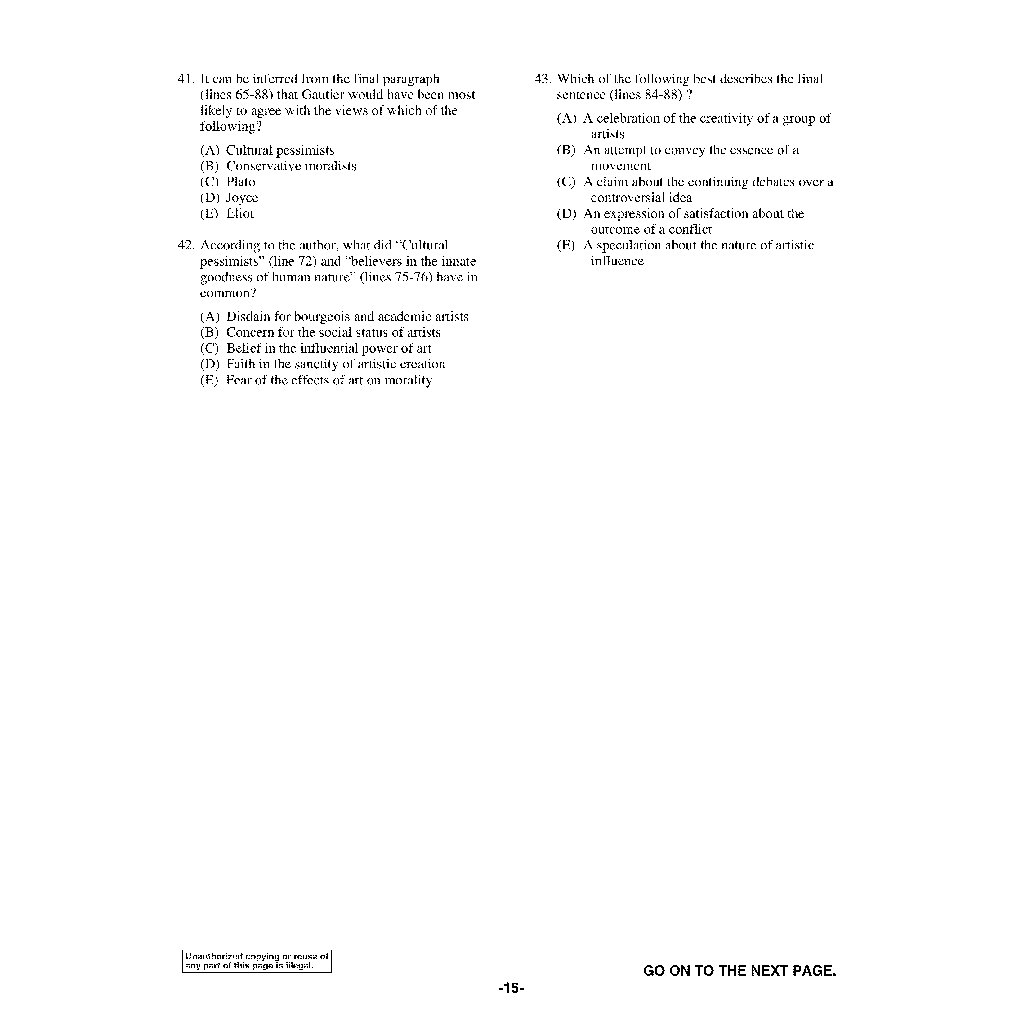 41. It can be inferred from the final paragraph
(lines 65-88) that Gautier would have been most
likely to agree with the views of which of the
following?
(A) Cultural pessimists
(B) Conservative moralists
(C) Plato
(D) Joyce
(E) Eliot
42. According to the author, what did “Cultural
pessimists” (line 72) and “believers in the innate
goodness of human nature” (lines 75-76) have in
common?
(A) Disdain for bourgeois and academic artists
(B) Concern for the social status of artists
(C) Belief in the influential power of art
(D) Faith in the sanctity of artistic creation
(E) Fear of the effects of art on morality
43. Which of the following best describes the final
sentence (lines 84-88) ?
(A) A celebration of the creativity of a group of
artists
(B) An attempt to convey the essence of a
movement
(C) A claim about the continuing debates over a
controversial idea
(D) An expression of satisfaction about the
outcome of a conflict
(E) A speculation about the nature of artistic
influence
Unauthorized copying or reuse of
any part of this page is illegal.
GO ON TO THE NEXT PAGE.
-15-